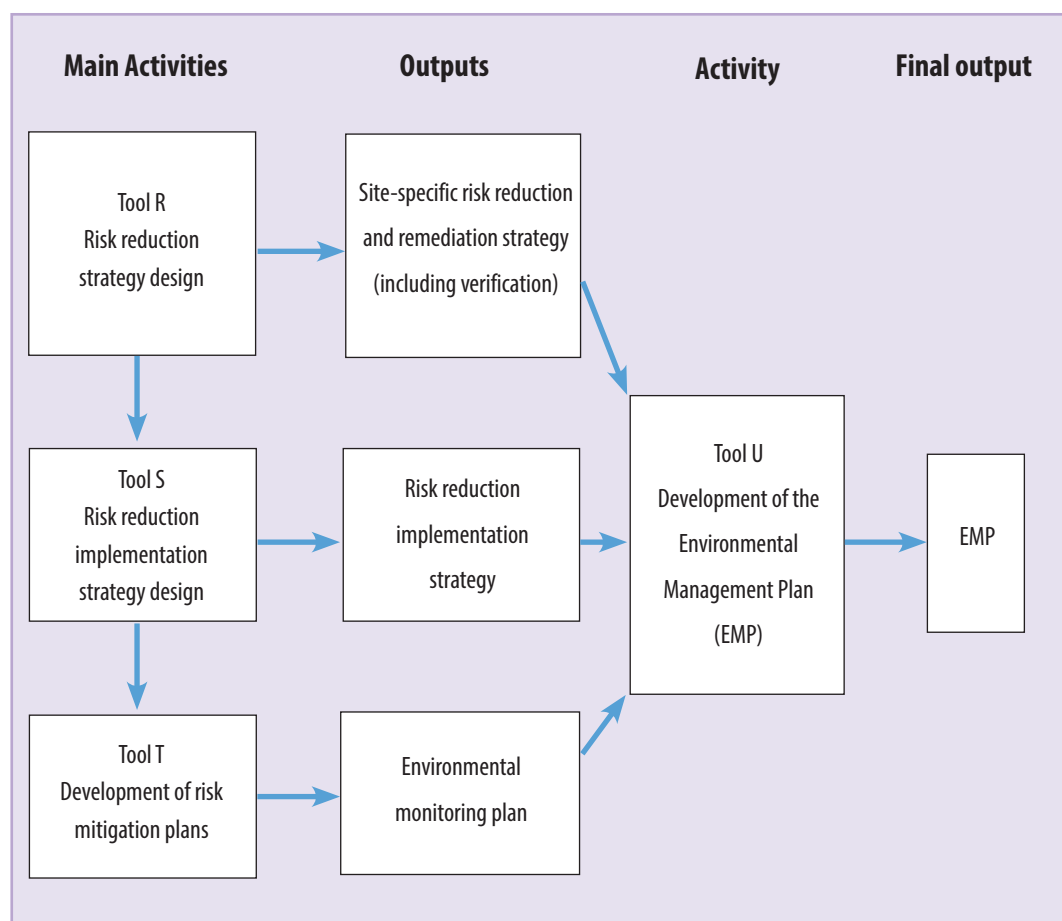 Main Activities
Outputs
Activity
Final output
Tool R
Risk reduction
strategy design
Site-specific risk reduction
and remediation strategy
(including verification)
Tool S
Risk reduction
implementation
strategy design
Risk reduction
implementation
strategy
Tool U
Development of the
Environmental
Management Plan
(EMP)
EMP
Tool T
Development of risk
mitigation plans
Environmental
monitoring plan